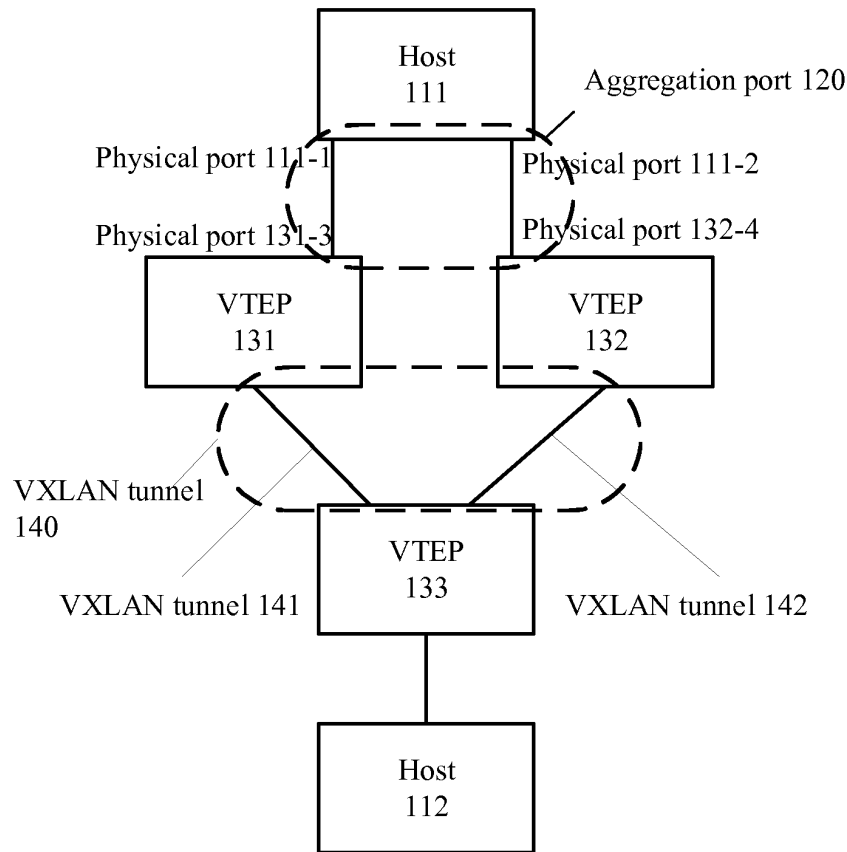 Host
111
Aggregation port 120
Physical port 111-1
Physical port 111-2
Physical port 131-3
Physical port 132-4
VTEP
131
VTEP
132
VXLAN tunnel
140
VTEP
133
VXLAN tunnel 141
VXLAN tunnel 142
Host
112